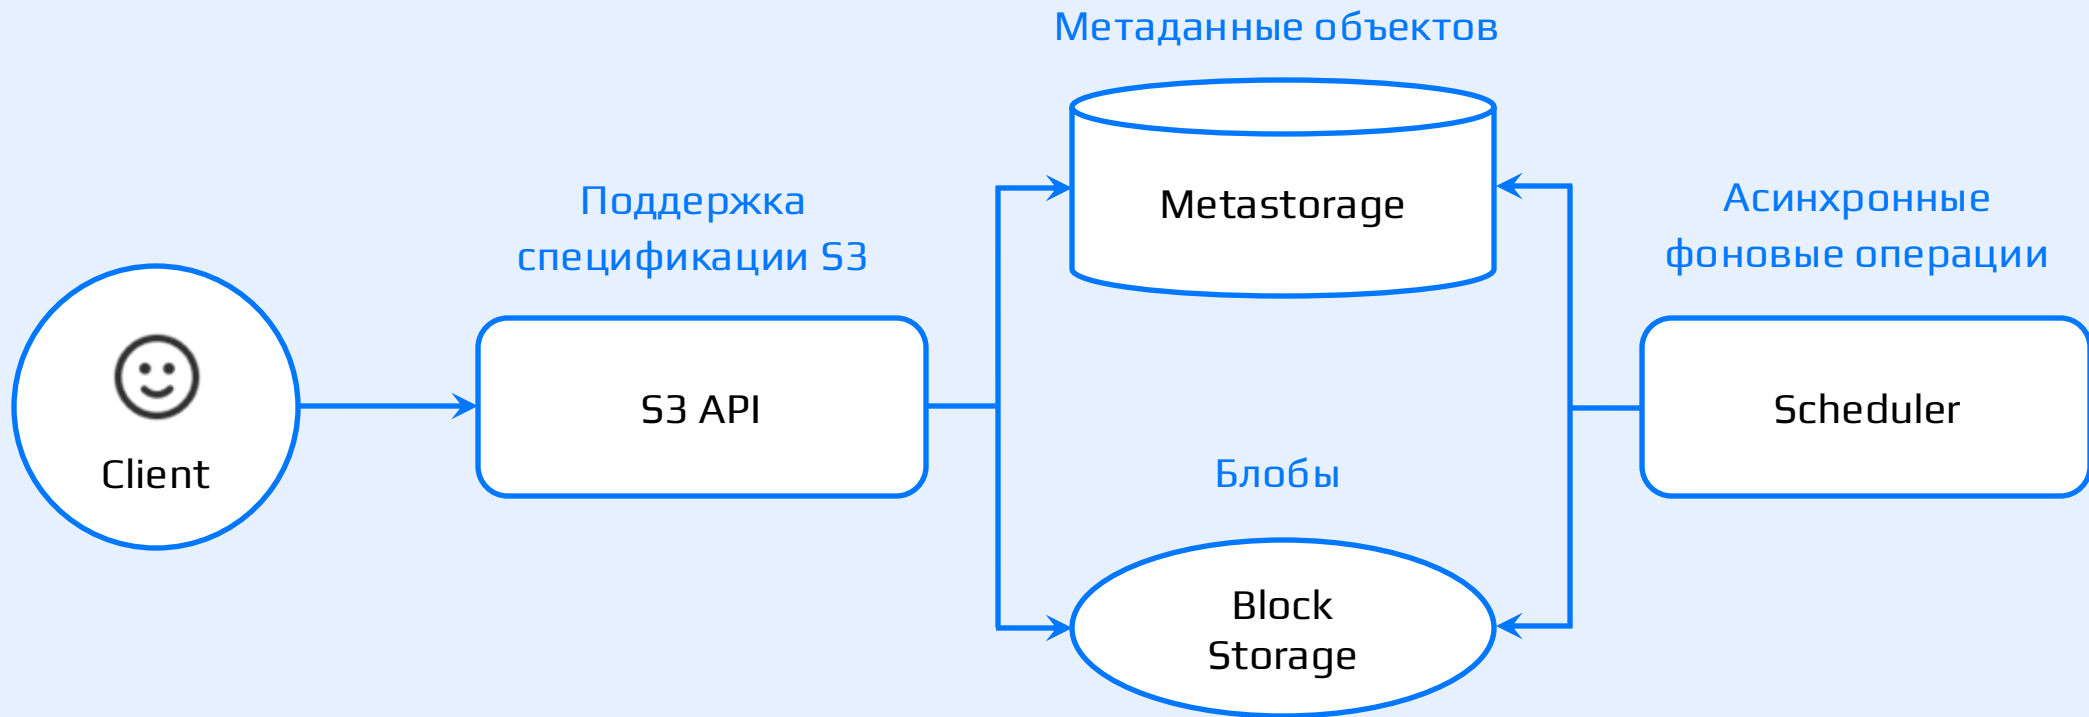 Метаданные объектов
Metastorage
Поддержка
спецификации S3
Асинхронные
фоновые операции
Client
S3 API
Scheduler
Блобы
Block
Storage